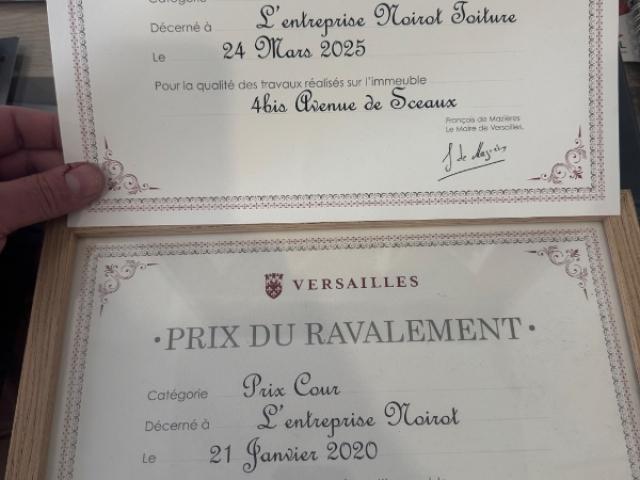 Catégorie
Décerné à L'entreprise Noirot Toiture
Le 24 Mars 2025
Pour la qualité des travaux réalisés sur l'immeuble
4bis Avenue de Sceaux
François de Mazières
Le Maire de Versailles,
VERSAILLES
•PRIX DU RAVALEMENT•
Catégorie Prix Cour
Décerné à L'entreprise Noirot
Le 21 Janvier 2020